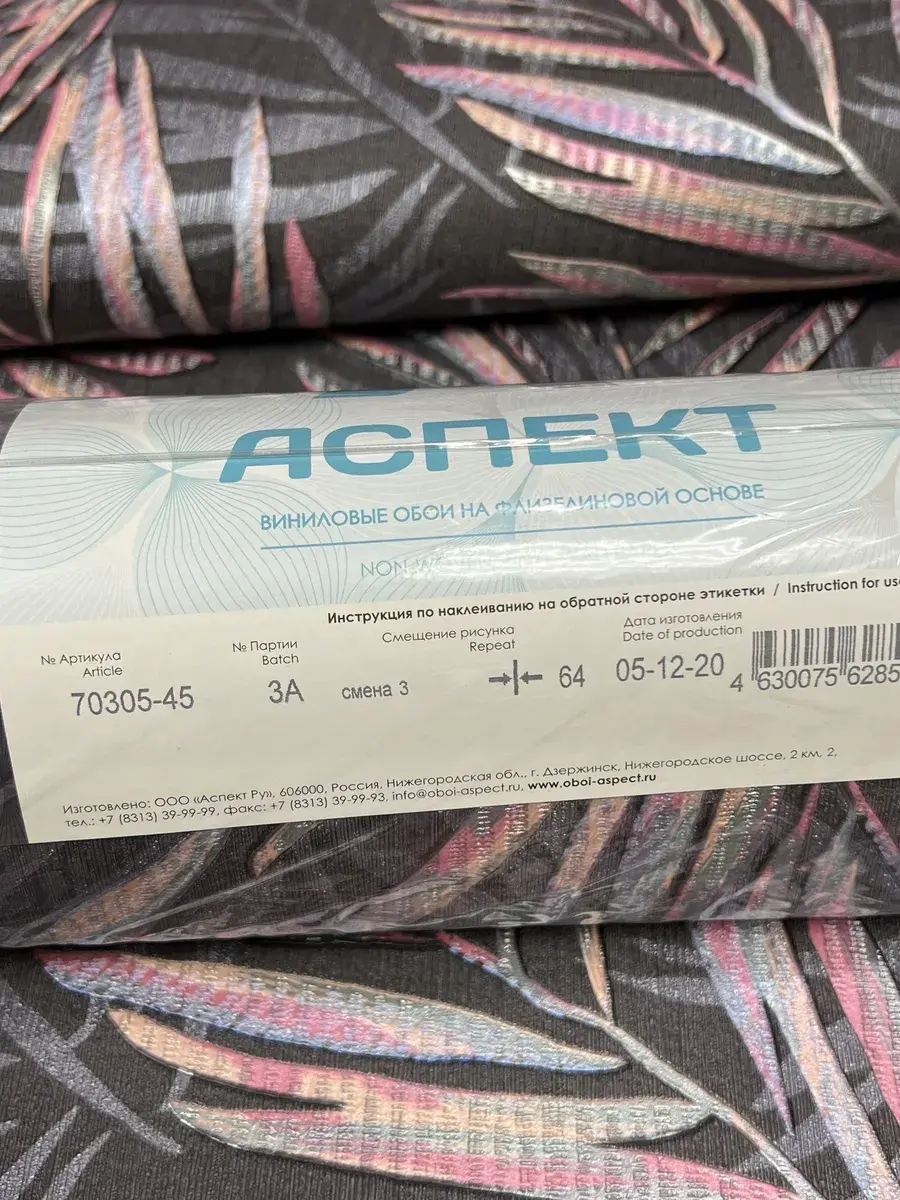 АСПЕКТ
ВИНИЛОВЫЕ ОБОИ НА ФЛИЗЕЛИНОВОЙ ОСНОВЕ
NON-WO
Инструкция по наклеиванию на обратной стороне этикетки / Instruction for use
№ Артикула
Article
70305-45
№ Партии
Batch
3А
смена 3
Смещение рисунка
Repeat
64
Дата изготовления
Date of production
05-12-20
4 630075 6285
Изготовлено: ООО «Аспект Ру», 606000, Россия, Нижегородская обл., г. Дзержинск, Нижегородское шоссе, 2 км, 2,
тел.: +7 (8313) 39-99-99, факс: +7 (8313) 39-99-93, info@oboi-aspect.ru, www.oboi-aspect.ru